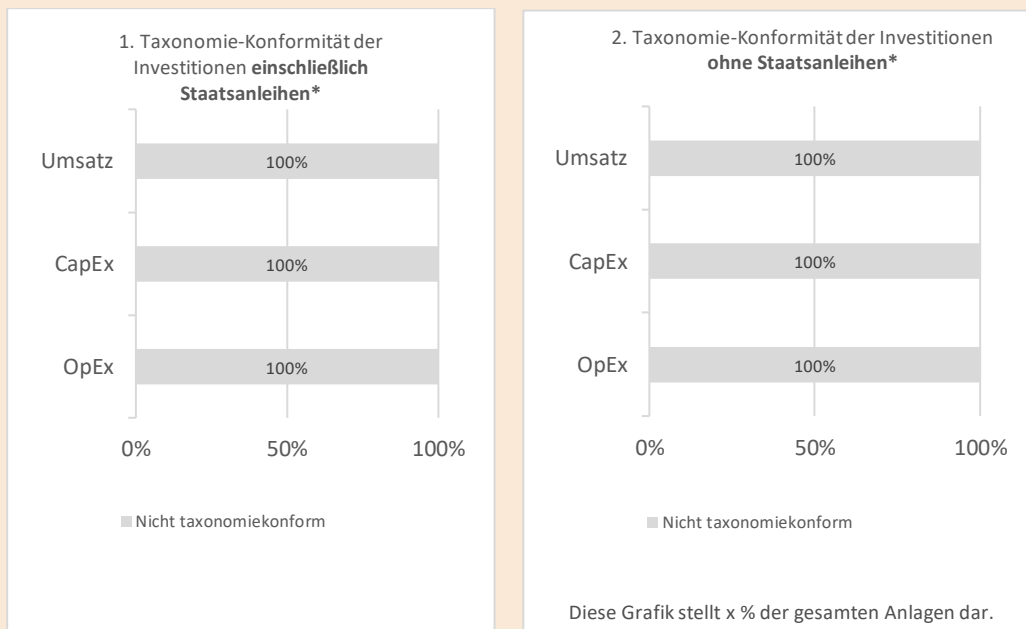 1. Taxonomie-Konformität der
Investitionen einschließlich
Staatsanleihen*
Umsatz
100%
CapEx
100%
OpEx
100%
0%
50%
100%
Nicht taxonomiekonform
2. Taxonomie-Konformität der Investitionen
ohne Staatsanleihen*
Umsatz
100%
CapEx
100%
OpEx
100%
0%
50%
100%
Nicht taxonomiekonform
Diese Grafik stellt x % der gesamten Anlagen dar.